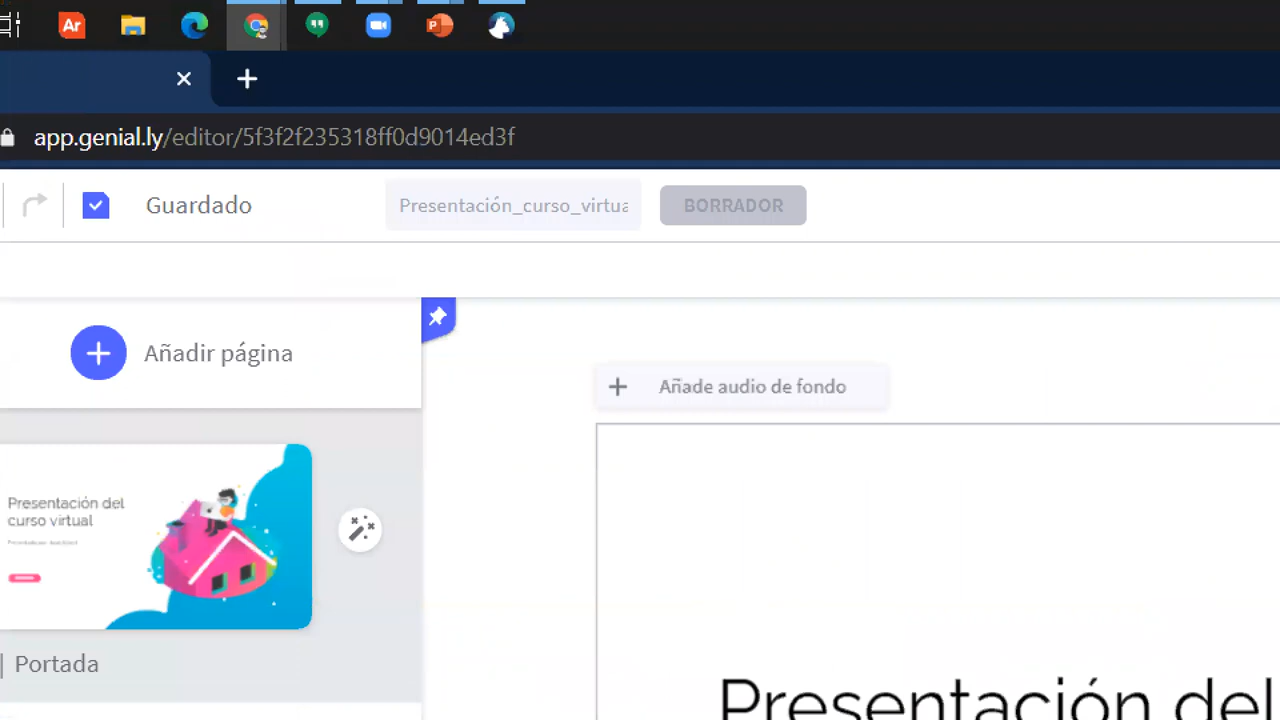 Ar
P
app.genial.ly/editor/5f3f2f235318ff0d9014ed3f
Guardado
Presentación_curso_virtua
BORRADOR
Añadir página
Añade audio de fondo
Presentación del
curso virtual
Portada
Presentación del